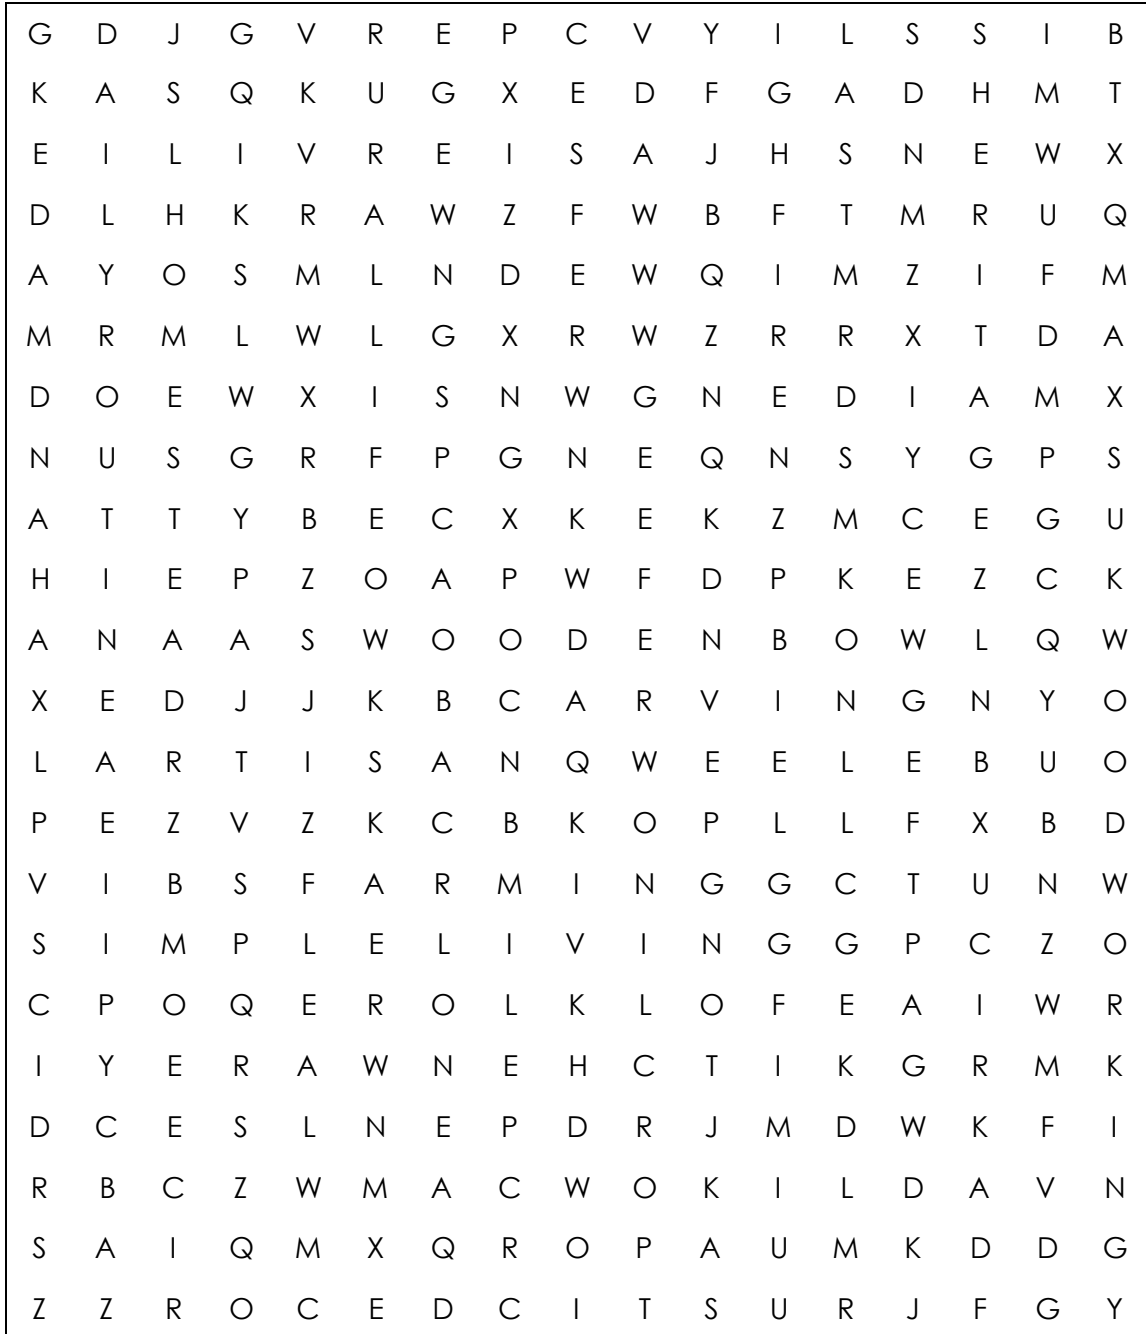 G D J G V R E P C V Y I L S S I B
K A S Q K U G X E D F G A D H M T
E I L I V R E I S A J H S N E W X
D L H K R A W Z F W B F T M R U Q
A Y O S M L N D E W Q I M Z I F M
M R M L W L G X R W Z R R X T D A
D O E W X I S N W G N E D I A M X
N U S G R F P G N E Q N S Y G P S
A T T Y B E C X K E K Z M C E G U
H I E P Z O A P W F D P K E Z C K
A N A A S W O O D E N B O W L Q W
X E D J J K B C A R V I N G N Y O
L A R T I S A N Q W E E L E B U O
P E Z V Z K C B K O P L L F X B D
V I B S F A R M I N G G C T U N W
S I M P L E L I V I N G G P C Z O
C P O Q E R O L K L O F E A I W R
I Y E R A W N E H C T I K G R M K
D C E S L N E P D R J M D W K F I
R B C Z W M A C W O K I L D A V N
S A I Q M X Q R O P A U M K D D G
Z Z R O C E D C I T S U R J F G Y